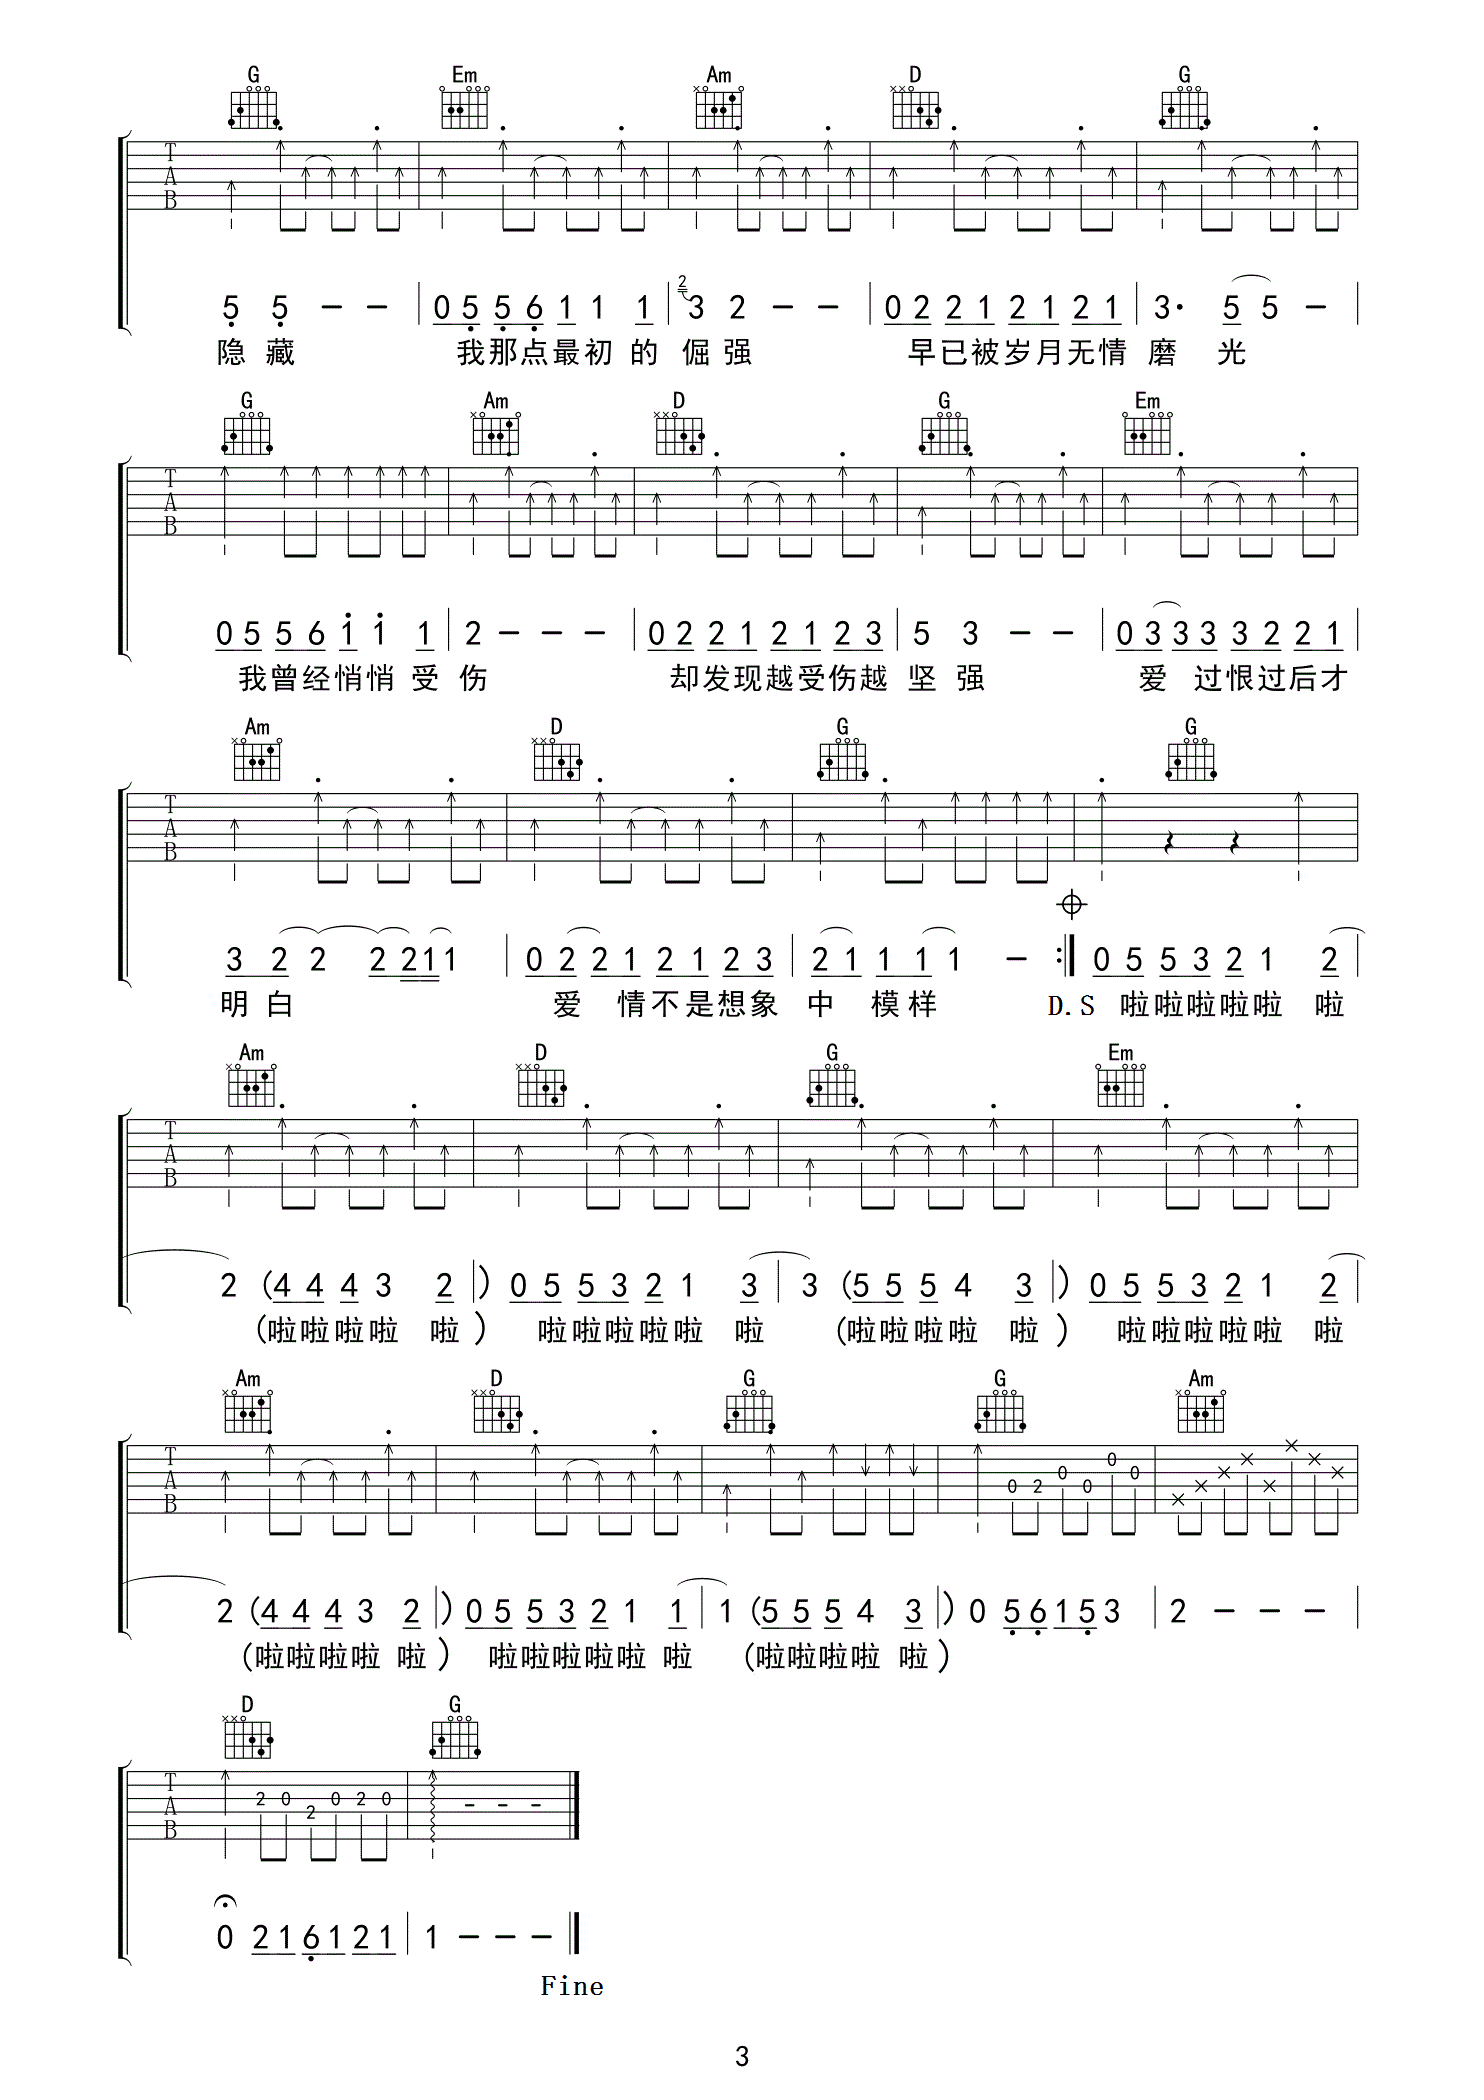 G Em Am D G
T A B
5 5 - - | 0 5 5 6 1 1 1 | 2 3 2 - - | 0 2 2 1 2 1 2 1 | 3· 5 5 - |
隐 藏 我那点最初 的 倔 强 早已被岁月无情 磨 光
G Am D G Em
T A B
0 5 5 6 1 1 1 | 2 - - - | 0 2 2 1 2 1 2 3 | 5 3 - - | 0 3 3 3 3 2 2 1
我曾经悄悄 受 伤 却发现越受伤越 坚 强 爱 过恨过后才
Am D G G
T A B
3 2 2 2 2 1 1 | 0 2 2 1 2 1 2 3 | 2 1 1 1 1 - :| 0 5 5 3 2 1 2 |
明 白 爱 情不是想象 中 模样 D.S 啦啦啦啦啦 啦
Am D G Em
T A B
2 (4 4 4 3 2 |) 0 5 5 3 2 1 3 | 3 (5 5 5 4 3 |) 0 5 5 3 2 1 2 |
(啦啦啦啦 啦) 啦啦啦啦啦 啦 (啦啦啦啦 啦) 啦啦啦啦啦 啦
Am D G G Am
T A B 0 2 0 0 0 0
2 (4 4 4 3 2 |) 0 5 5 3 2 1 1 | 1 (5 5 5 4 3 |) 0 5 6 1 5 3 | 2 - - - |
(啦啦啦啦 啦) 啦啦啦啦啦 啦 (啦啦啦啦 啦)
D G
T A B 2 0 2 0 2 0 - - -
0 2 1 6 1 2 1 | 1 - - -
Fine
3